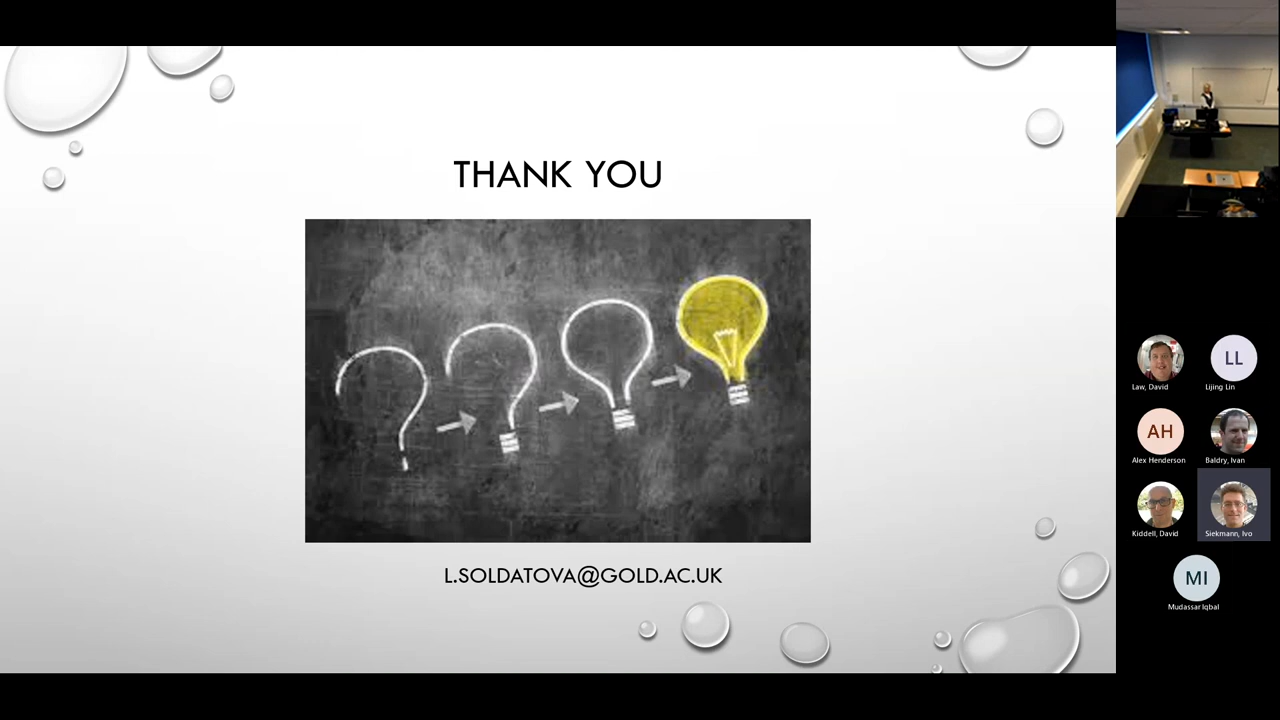 THANK YOU
L.SOLDATOVA@GOLD.AC.UK
Law, David
LL
Lijing Lin
AH
Alex Henderson
Baldry, Ivan
Kiddell, David
Siekmann, Ivo
MI
Mudassar Iqbal